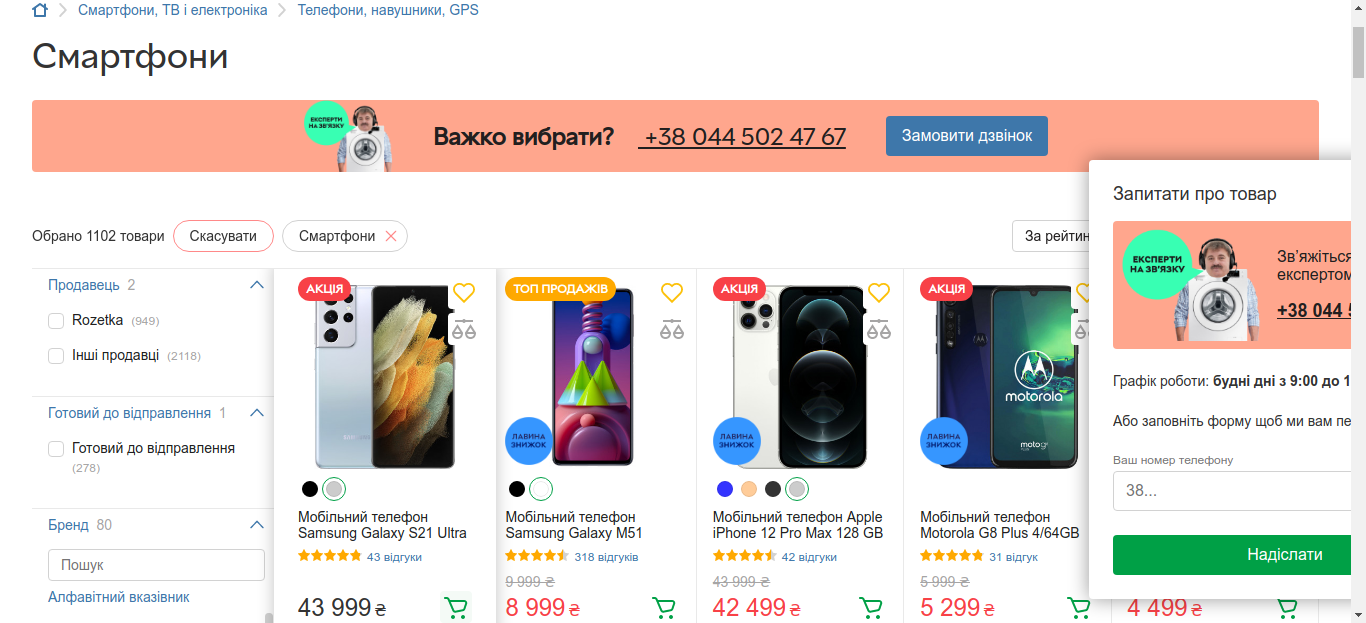 Смартфони, ТВ і електроніка
Телефони, навушники, GPS
Смартфони
ЕКСПЕРТИ
НА ЗВ'ЯЗКУ
Важко вибрати?
+38 044 502 47 67
Замовити дзвінок
Обрано 1102 товари
Скасувати
Смартфони
За рейтин
Продавець 2
Rozetka (949)
Інші продавці (2118)
Готовий до відправлення 1
Готовий до відправлення
(278)
Бренд 80
Пошук
Алфавітний вказівник
АКЦІЯ
Мобільний телефон
Samsung Galaxy S21 Ultra
43 відгуки
43 999 ₴
ТОП ПРОДАЖІВ
ЛАВИНА
ЗНИЖОК
Мобільний телефон
Samsung Galaxy M51
318 відгуків
9 999 ₴
8 999 ₴
АКЦІЯ
ЛАВИНА
ЗНИЖОК
Мобільний телефон Apple
iPhone 12 Pro Max 128 GB
42 відгуки
43 999 ₴
42 499 ₴
АКЦІЯ
motorola
moto g8
ЛАВИНА
ЗНИЖОК
Мобільний телефон
Motorola G8 Plus 4/64GB
31 відгук
5 999 ₴
5 299 ₴
4 499 ₴
Запитати про товар
ЕКСПЕРТИ
НА ЗВ'ЯЗКУ
Зв’яжіться
експертом
+38 044 5
Графік роботи: будні дні з 9:00 до 1
Або заповніть форму щоб ми вам пе
Ваш номер телефону
38...
Надіслати